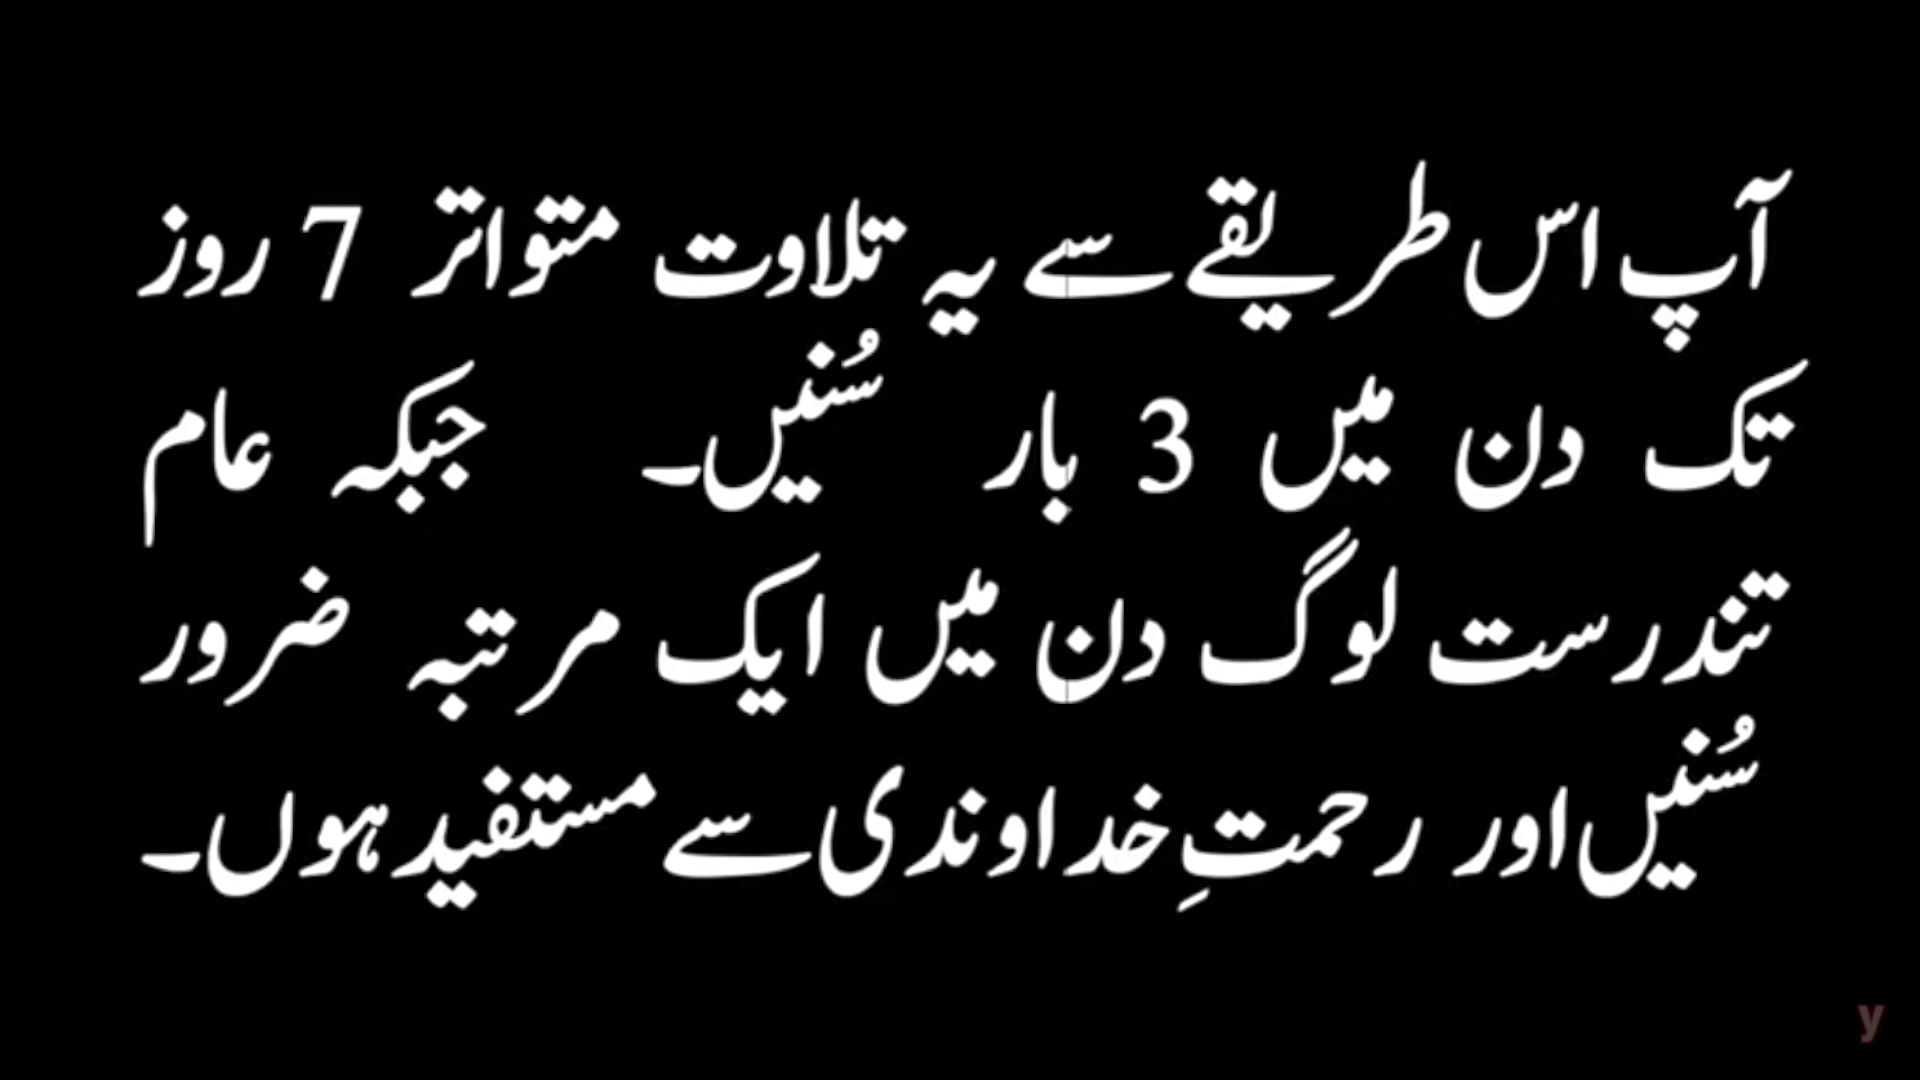 آپ اس طریقے سے یہ تلاوت متواتر 7 روز
تک دن میں 3 بار سُنیں۔ جبکہ عام
تندرست لوگ دن میں ایک مرتبہ ضرور
سُنیں اور رحمتِ خداوندی سے مستفید ہوں۔
y